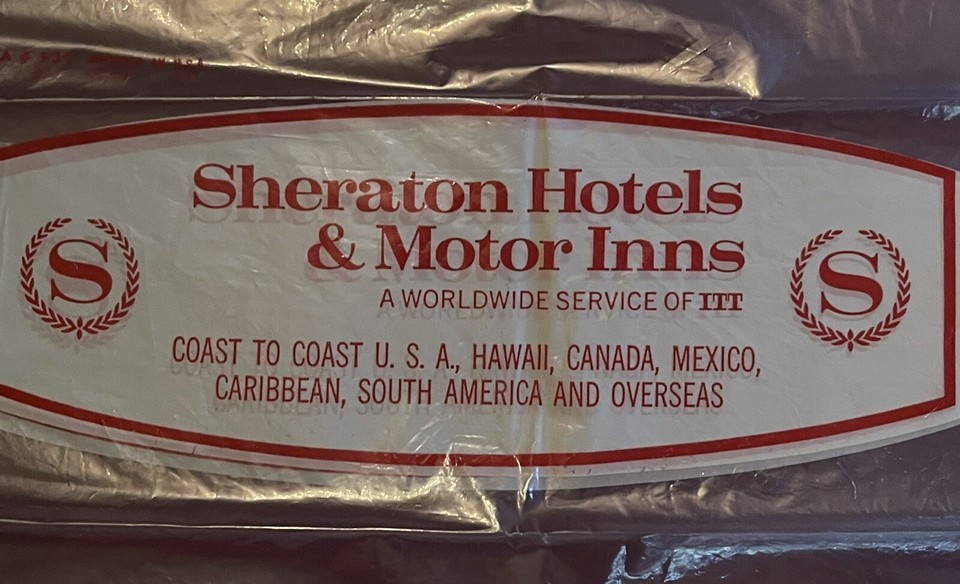 Sheraton Hotels
& Motor Inns
A WORLDWIDE SERVICE OF ITT
COAST TO COAST U. S. A., HAWAII, CANADA, MEXICO,
CARIBBEAN, SOUTH AMERICA AND OVERSEAS
S
S